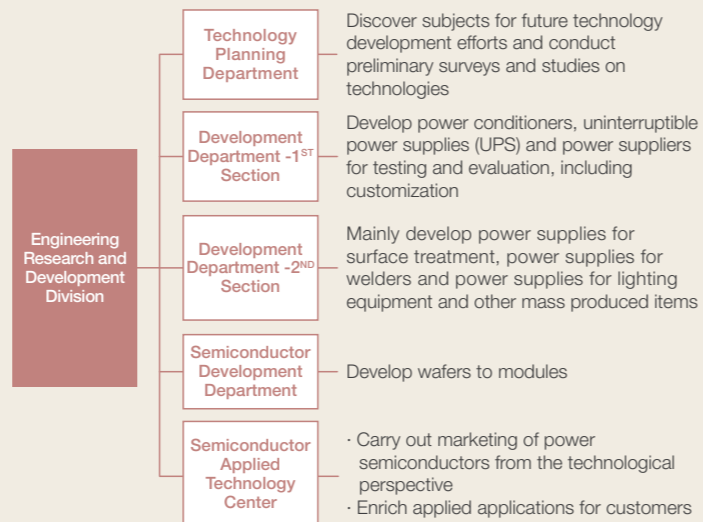 Engineering
Research and
Development
Division
Technology
Planning
Department
Discover subjects for future technology
development efforts and conduct
preliminary surveys and studies on
technologies
Development
Department -1ST
Section
Develop power conditioners, uninterruptible
power supplies (UPS) and power suppliers
for testing and evaluation, including
customization
Development
Department -2ND
Section
Mainly develop power supplies for
surface treatment, power supplies for
welders and power supplies for lighting
equipment and other mass produced items
Semiconductor
Development
Department
Develop wafers to modules
Semiconductor
Applied
Technology
Center
· Carry out marketing of power
semiconductors from the technological
perspective
· Enrich applied applications for customers